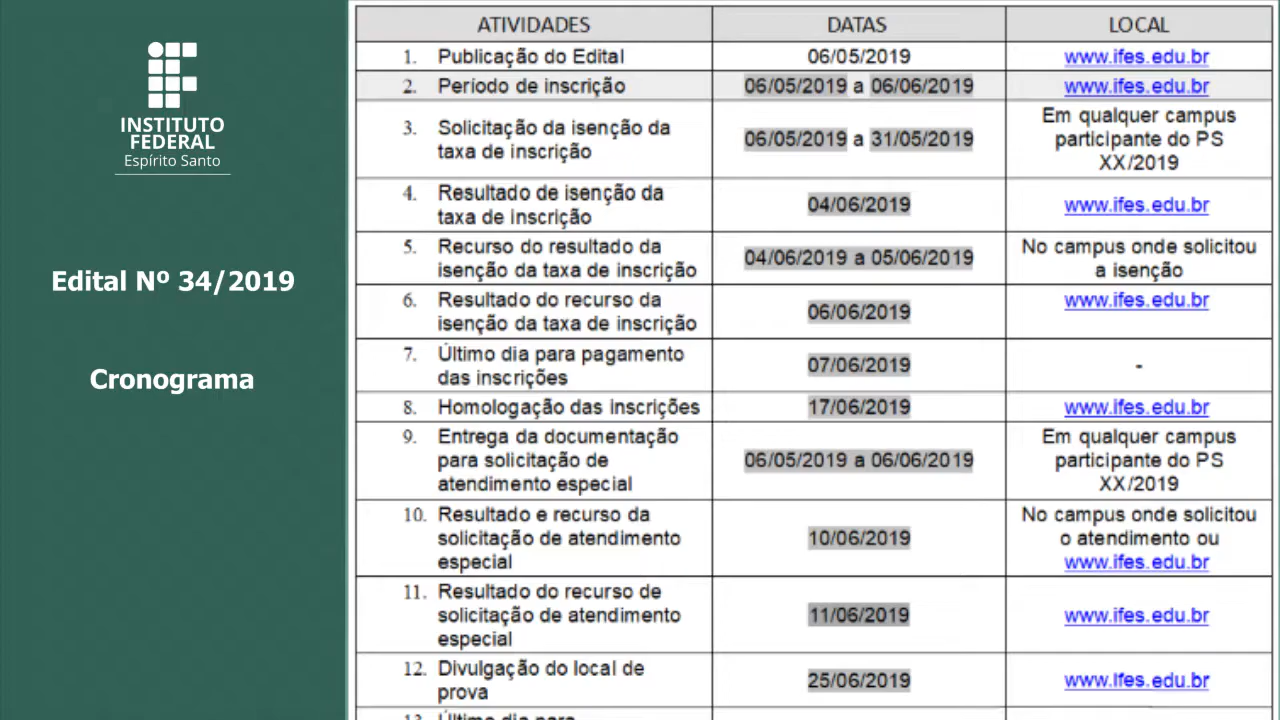 INSTITUTO
FEDERAL
Espírito Santo
Edital Nº 34/2019
Cronograma
ATIVIDADES DATAS LOCAL
1. Publicação do Edital 06/05/2019 www.ifes.edu.br
2. Período de inscrição 06/05/2019 a 06/06/2019 www.ifes.edu.br
3. Solicitação da isenção da
taxa de inscrição
06/05/2019 a 31/05/2019
Em qualquer campus
participante do PS
XX/2019
4. Resultado de isenção da
taxa de inscrição
04/06/2019
www.ifes.edu.br
5. Recurso do resultado da
isenção da taxa de inscrição
04/06/2019 a 05/06/2019
No campus onde solicitou
a isenção
6. Resultado do recurso da
isenção da taxa de inscrição
06/06/2019
www.ifes.edu.br
7. Último dia para pagamento
das inscrições
07/06/2019
-
8. Homologação das inscrições 17/06/2019 www.ifes.edu.br
9. Entrega da documentação
para solicitação de
atendimento especial
06/05/2019 a 06/06/2019
Em qualquer campus
participante do PS
XX/2019
10. Resultado e recurso da
solicitação de atendimento
especial
10/06/2019
No campus onde solicitou
o atendimento ou
www.ifes.edu.br
11. Resultado do recurso de
solicitação de atendimento
especial
11/06/2019
www.ifes.edu.br
12. Divulgação do local de
prova
25/06/2019
www.ifes.edu.br
13. Último dia para